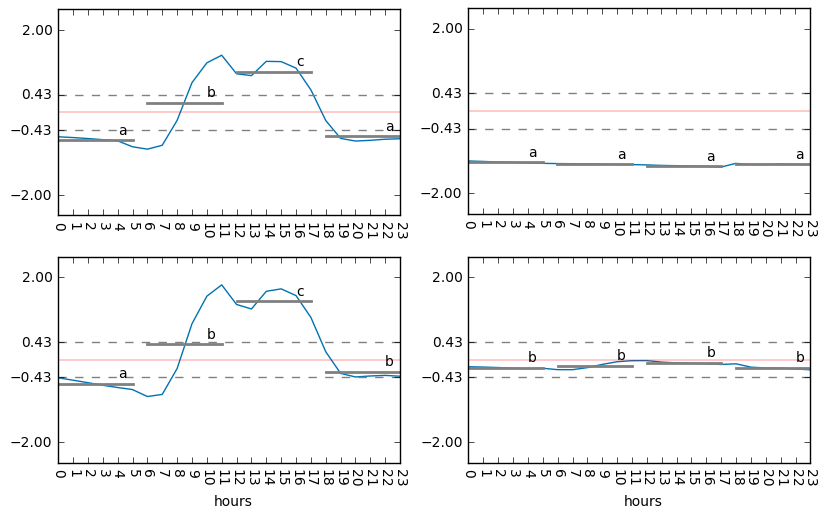 2.00 2.00
c
b
0.43 0.43
−0.43 a a −0.43
a a a a
−2.00 −2.00
0 1 2 3 4 5 6 7 8 9 10 11 12 13 14 15 16 17 18 19 20 21 22 23 0 1 2 3 4 5 6 7 8 9 10 11 12 13 14 15 16 17 18 19 20 21 22 23
2.00 2.00
c
0.43 b 0.43
b b b b b
−0.43 a −0.43
−2.00 −2.00
0 1 2 3 4 5 6 7 8 9 10 11 12 13 14 15 16 17 18 19 20 21 22 23 0 1 2 3 4 5 6 7 8 9 10 11 12 13 14 15 16 17 18 19 20 21 22 23
hours hours